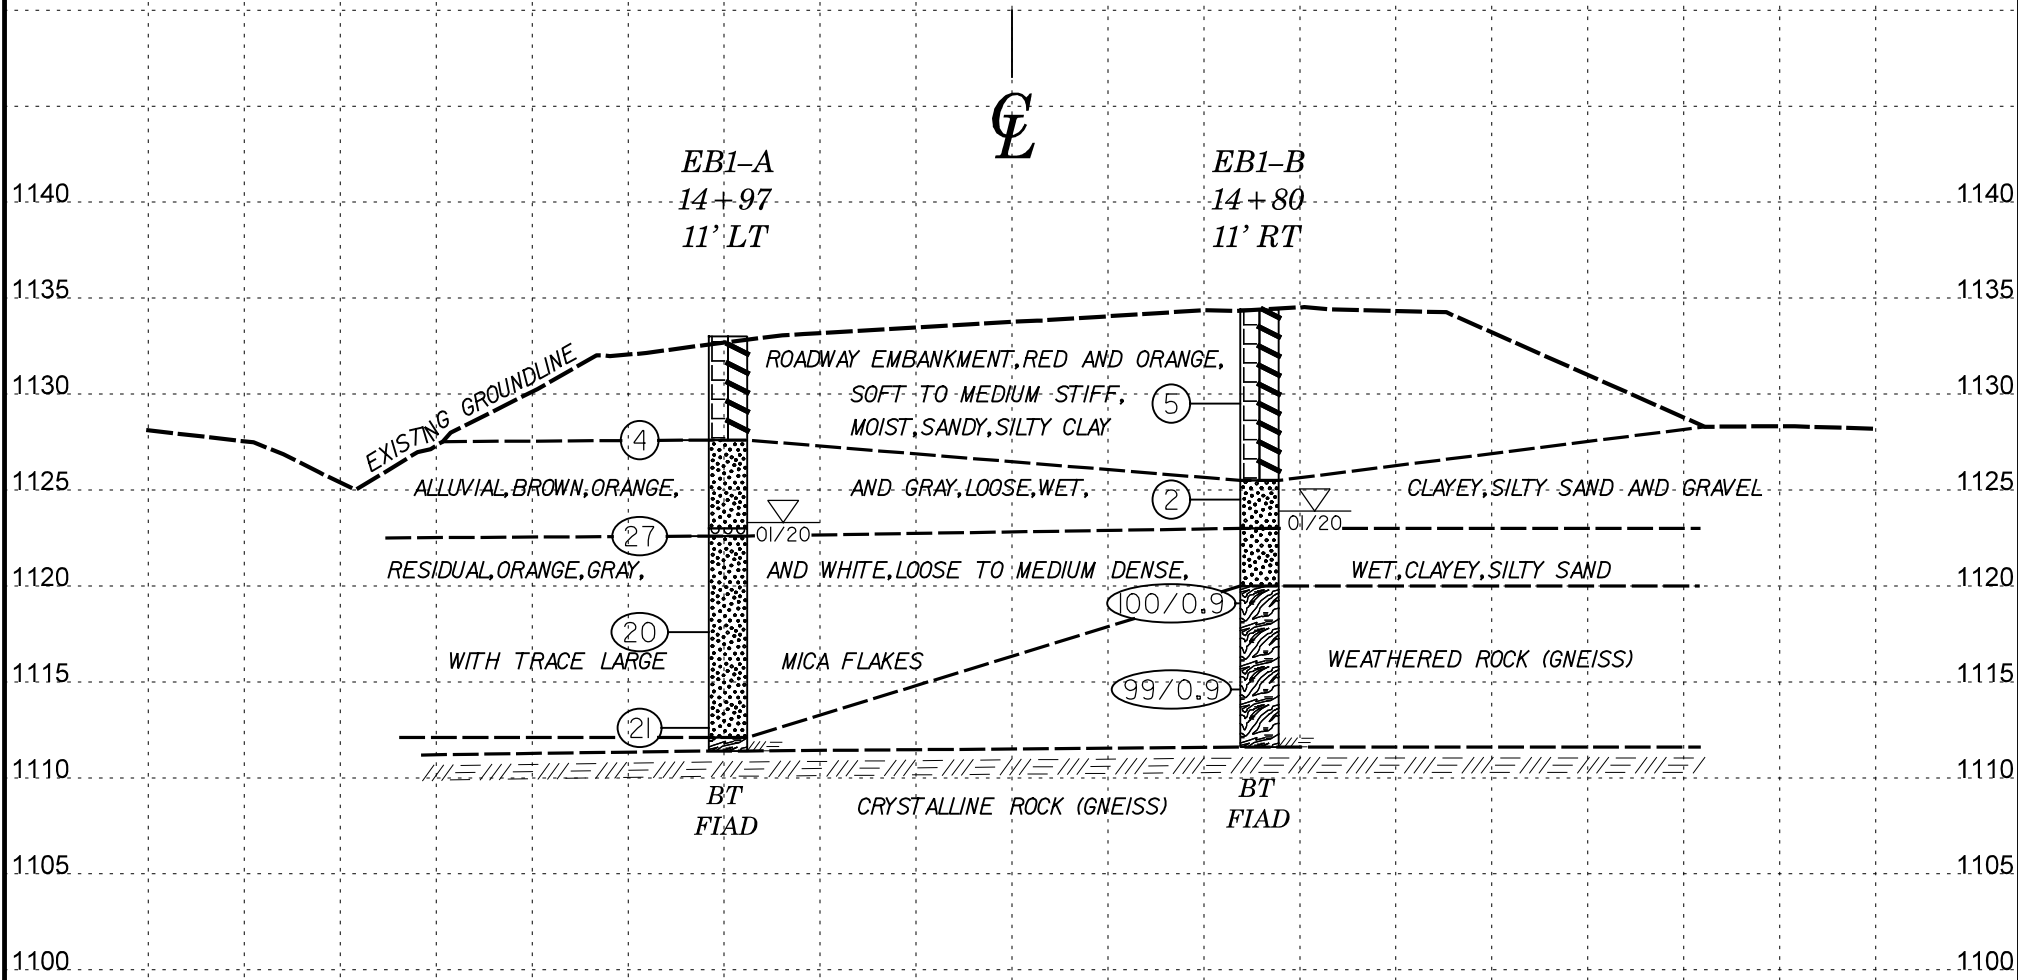 CL
EB1–A
14+97
11' LT
EB1–B
14+80
11' RT
1140
1140
1135
1135
EXISTING GROUNDLINE
ROADWAY EMBANKMENT, RED AND ORANGE,
SOFT TO MEDIUM STIFF,
MOIST, SANDY, SILTY CLAY
5
1130
1130
4
ALLUVIAL, BROWN, ORANGE,
AND GRAY, LOOSE, WET,
CLAYEY, SILTY SAND AND GRAVEL
1125
1125
2
01/20
01/20
27
RESIDUAL, ORANGE, GRAY,
AND WHITE, LOOSE TO MEDIUM DENSE,
WET, CLAYEY, SILTY SAND
1120
1120
100/0.9
20
WITH TRACE LARGE
MICA FLAKES
WEATHERED ROCK (GNEISS)
1115
1115
99/0.9
21
1110
1110
BT
FIAD
CRYSTALLINE ROCK (GNEISS)
BT
FIAD
1105
1105
1100
1100